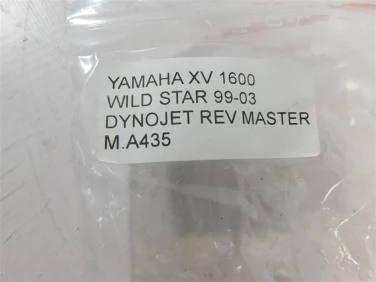 YAMAHA XV 1600
WILD STAR 99-03
DYNOJET REV MASTER
M.A435